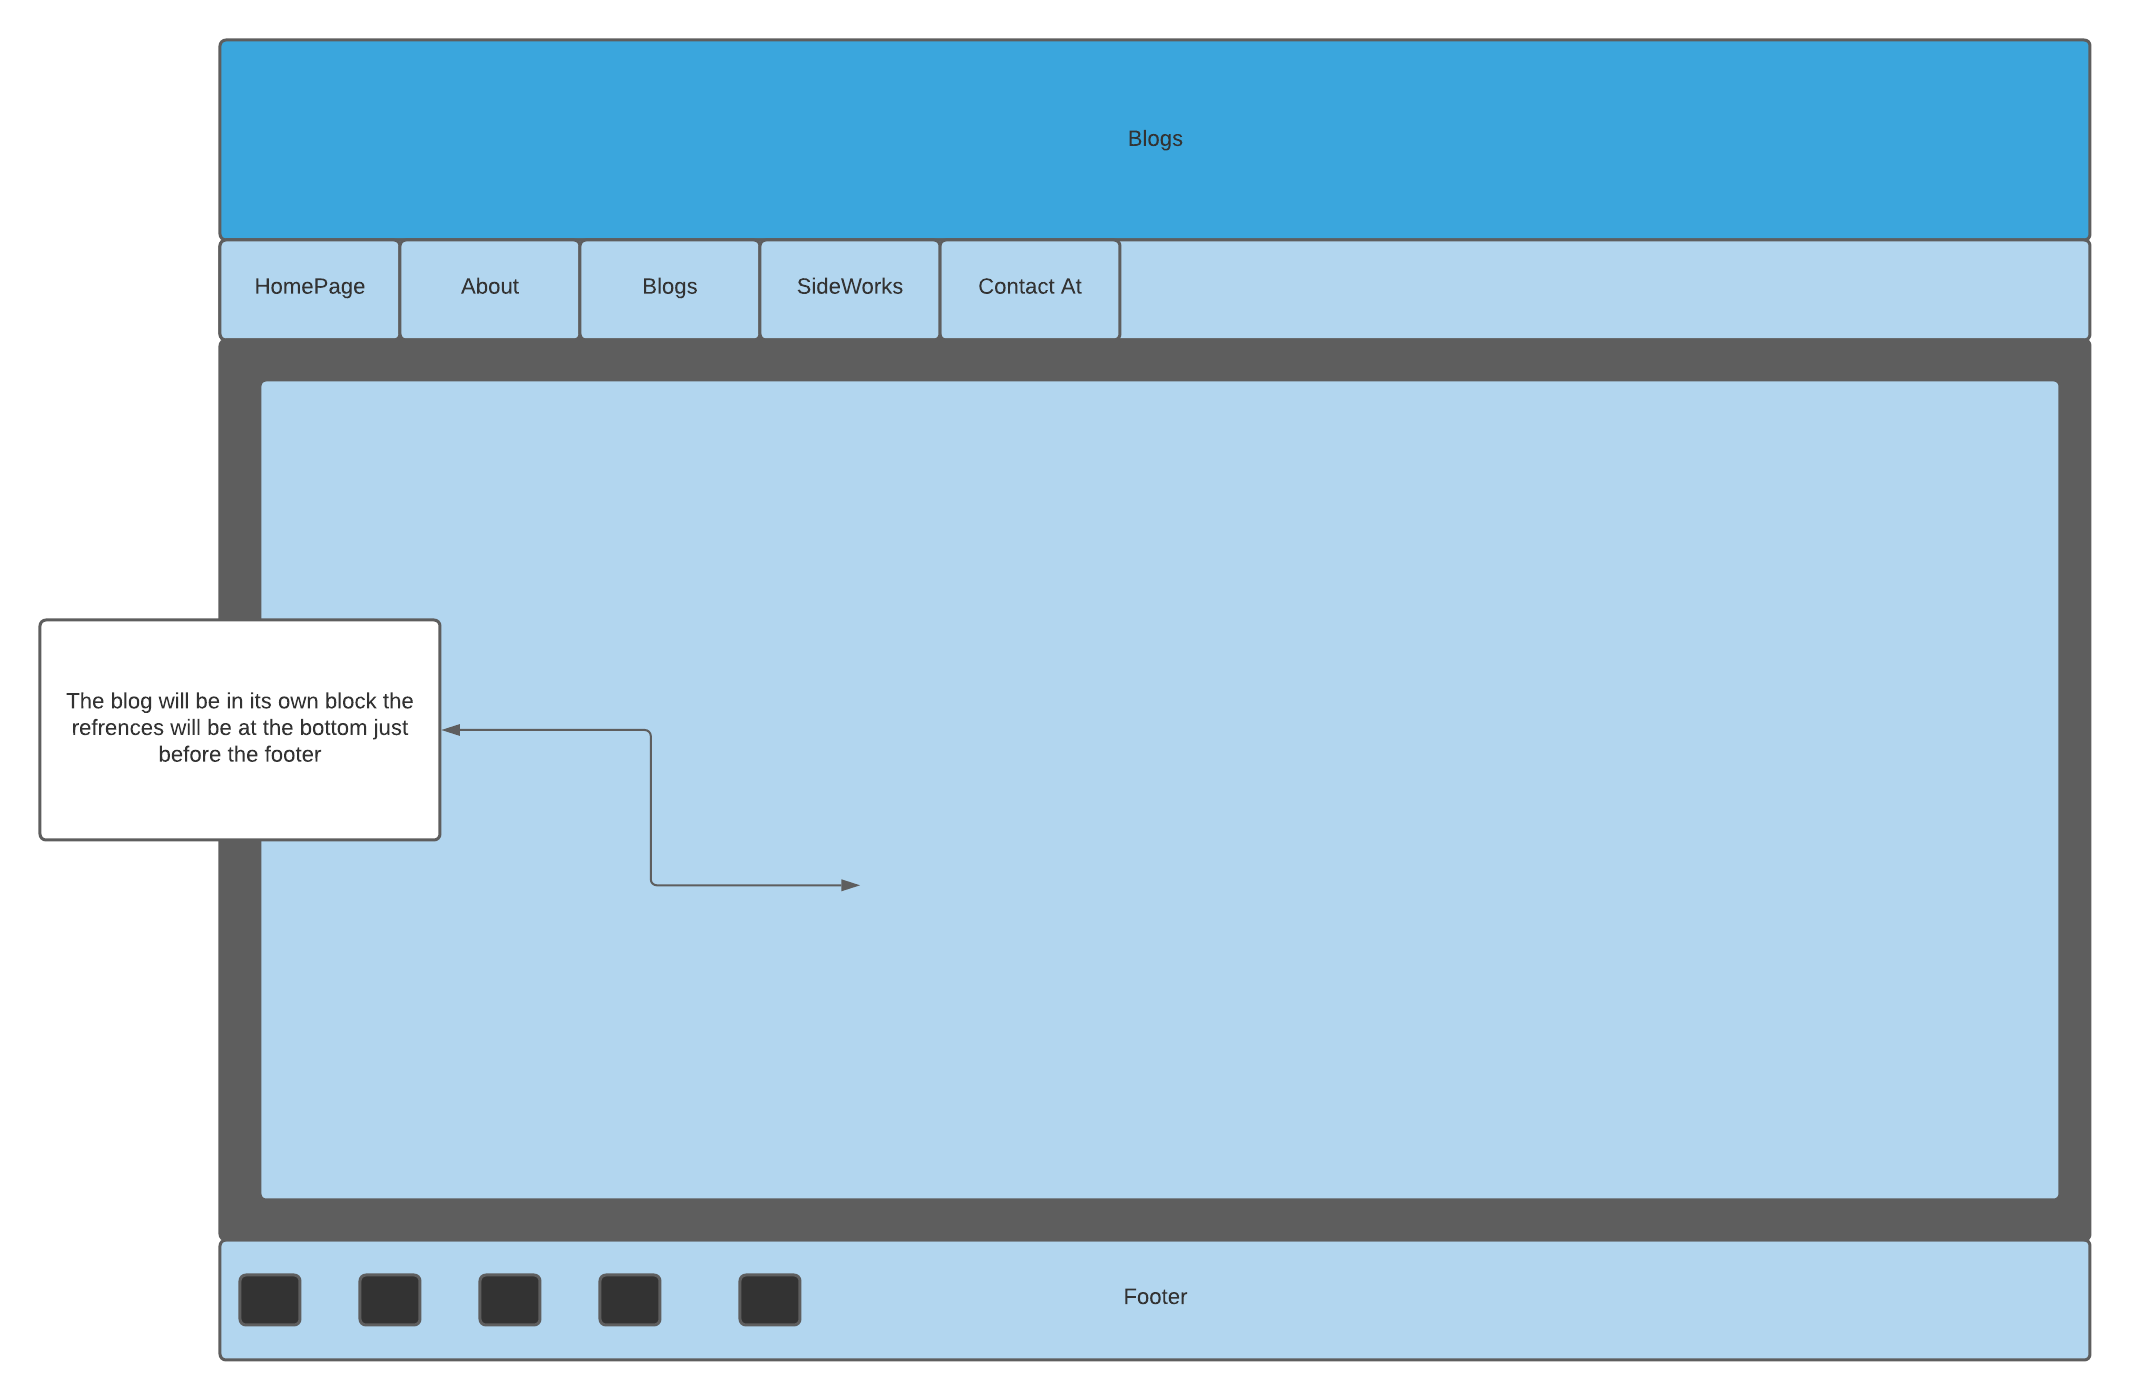 Blogs
HomePage
About
Blogs
SideWorks
Contact At
The blog will be in its own block the
refrences will be at the bottom just
before the footer
Footer